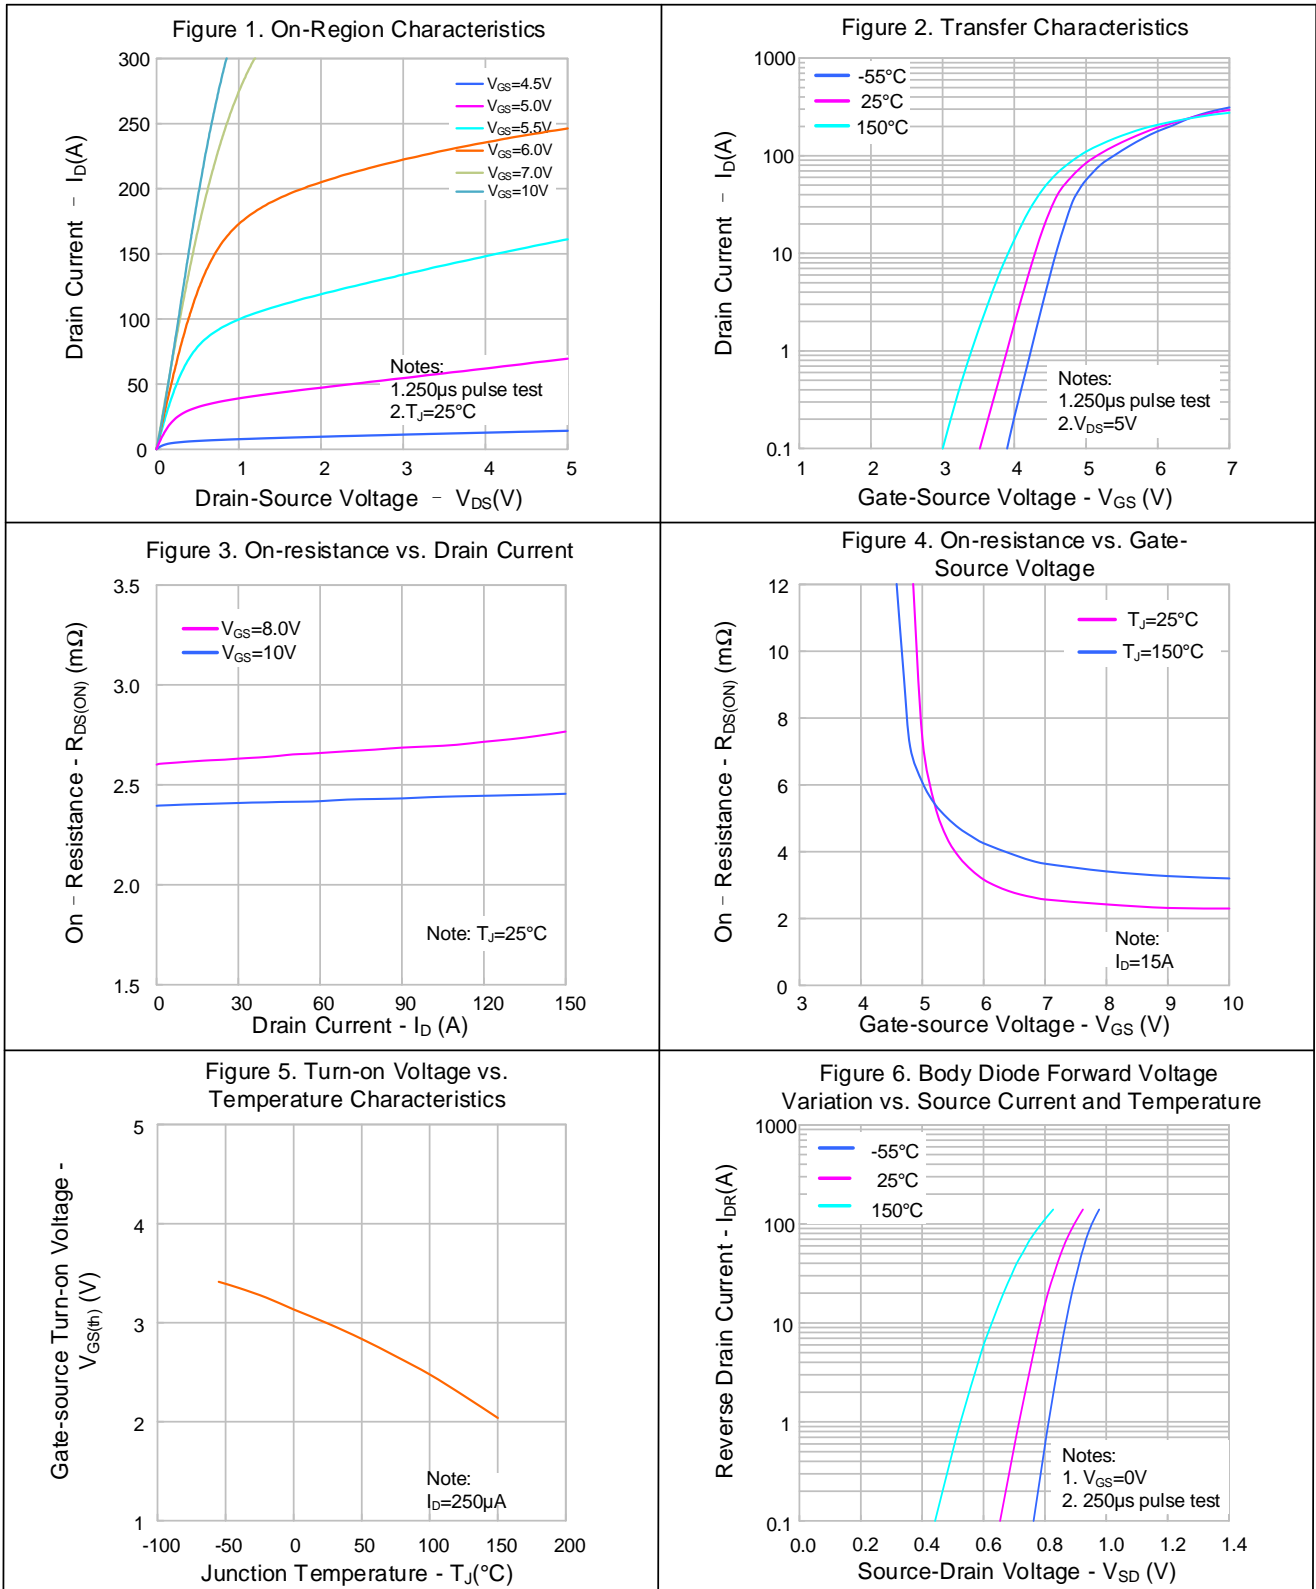 Figure 1. On-Region Characteristics
Drain Current － ID(A)
300
250
200
150
100
50
0
VGS=4.5V
VGS=5.0V
VGS=5.5V
VGS=6.0V
VGS=7.0V
VGS=10V
Notes:
1.250μs pulse test
2.TJ=25°C
0 1 2 3 4 5
Drain-Source Voltage － VDS(V)
Figure 2. Transfer Characteristics
Drain Current － ID(A)
1000
100
10
1
0.1
-55°C
25°C
150°C
Notes:
1.250μs pulse test
2.VDS=5V
1 2 3 4 5 6 7
Gate-Source Voltage - VGS (V)
Figure 3. On-resistance vs. Drain Current
On－Resistance - RDS(ON) (mΩ)
3.5
3.0
2.5
2.0
1.5
VGS=8.0V
VGS=10V
Note: TJ=25°C
0 30 60 90 120 150
Drain Current - ID (A)
Figure 4. On-resistance vs. Gate-
Source Voltage
On－Resistance - RDS(ON) (mΩ)
12
10
8
6
4
2
0
TJ=25°C
TJ=150°C
Note:
ID=15A
3 4 5 6 7 8 9 10
Gate-source Voltage - VGS (V)
Figure 5. Turn-on Voltage vs.
Temperature Characteristics
Gate-source Turn-on Voltage -
VGS(th) (V)
5
4
3
2
1
Note:
ID=250μA
-100 -50 0 50 100 150 200
Junction Temperature - TJ(°C)
Figure 6. Body Diode Forward Voltage
Variation vs. Source Current and Temperature
Reverse Drain Current - IDR(A)
1000
100
10
1
0.1
-55°C
25°C
150°C
Notes:
1. VGS=0V
2. 250μs pulse test
0.0 0.2 0.4 0.6 0.8 1.0 1.2 1.4
Source-Drain Voltage - VSD (V)